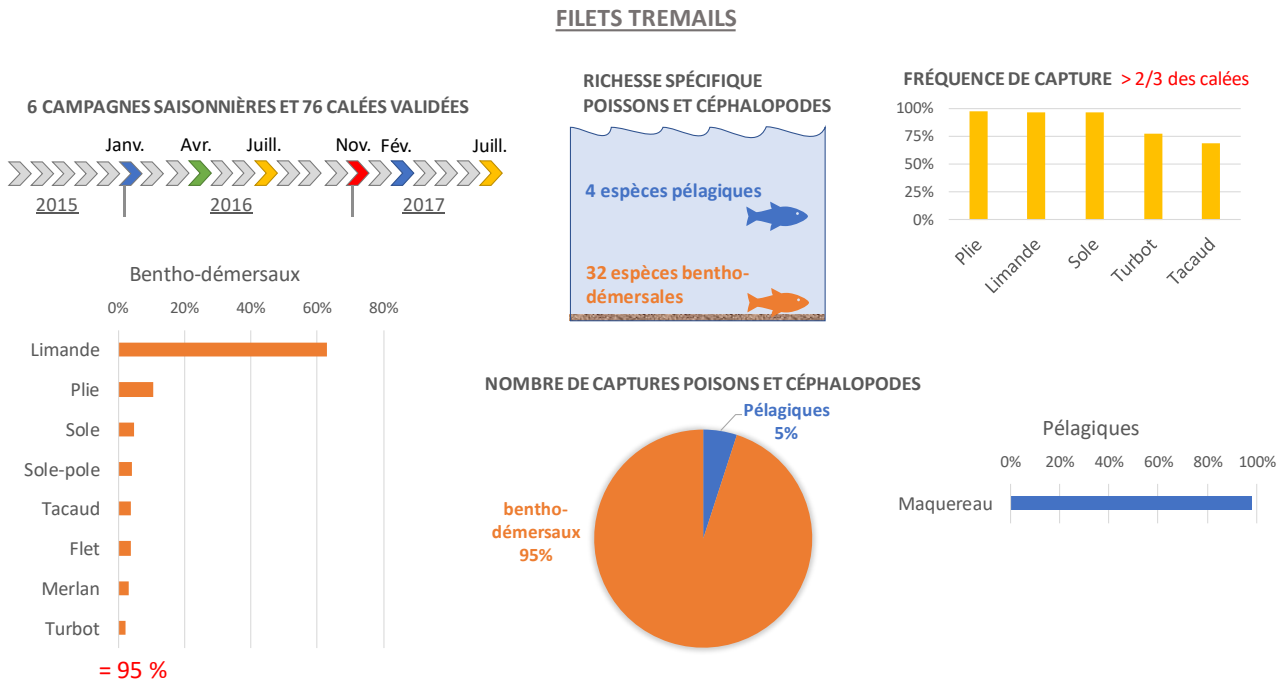 FILETS TREMAILS
6 CAMPAGNES SAISONNIÈRES ET 76 CALÉES VALIDÉES
Janv. Avr. Juill. Nov. Fév. Juill.
2015 2016 2017
RICHESSE SPÉCIFIQUE
POISSONS ET CÉPHALOPODES
4 espèces pélagiques
32 espèces bentho-
démersales
FRÉQUENCE DE CAPTURE > 2/3 des calées
100%
75%
50%
25%
0%
Plie
Limande
Sole
Turbot
Tacaud
Bentho-démersaux
0% 20% 40% 60% 80%
Limande
Plie
Sole
Sole-pole
Tacaud
Flet
Merlan
Turbot
= 95 %
NOMBRE DE CAPTURES POISONS ET CÉPHALOPODES
Pélagiques
5%
bentho-
démersaux
95%
Pélagiques
0% 20% 40% 60% 80% 100%
Maquereau